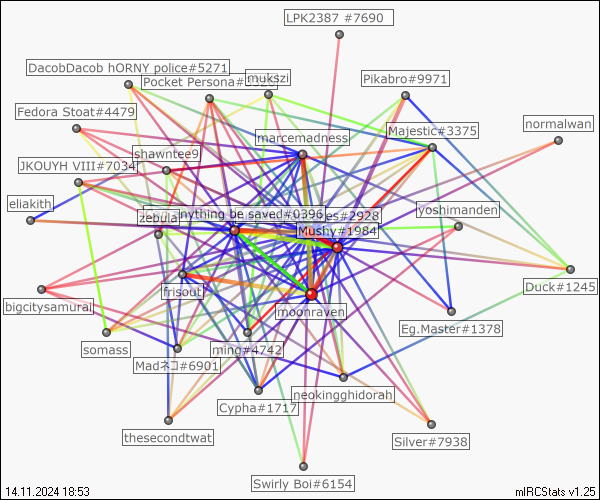 LPK2387 #7690
DacobDacob hORNY police#5271
mukszi
Pocket Persona#
Pikabro#9971
Fedora Stoat#4479
normalwan
Majestic#3375
marcemadness
shawntee9
JKOUYH VIII#7034
eliakith
zebula
nything be saved#0396
es#2928
yoshimanden
Mushy#1984
Duck#1245
frisout
bigcitysamurai
moonraven
Eg.Master#1378
somass
ming#4742
Madネコ#6901
neokingghidorah
Cypha#1717
thesecondtwat
Silver#7938
Swirly Boi#6154
14.11.2024 18:53
mIRCStats v1.25